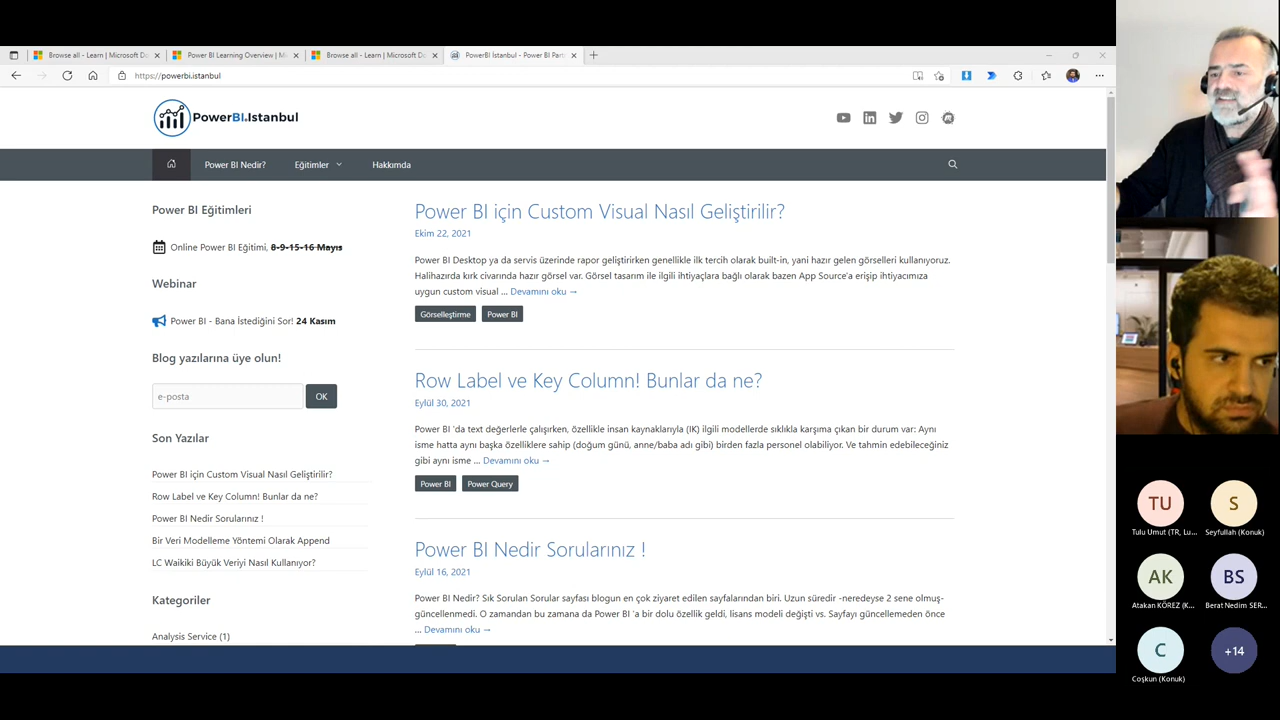 Browse all - Learn | Microsoft Do
Power BI Learning Overview | M
Browse all - Learn | Microsoft Do
PowerBI İstanbul - Power BI Part
https://powerbi.istanbul
PowerBI.Istanbul
Power BI Nedir?
Eğitimler
Hakkımda
Power BI Eğitimleri
Online Power BI Eğitimi, 8-9-15-16 Mayıs
Webinar
Power BI - Bana İstediğini Sor! 24 Kasım
Blog yazılarına üye olun!
e-posta
OK
Son Yazılar
Power BI için Custom Visual Nasıl Geliştirilir?
Row Label ve Key Column! Bunlar da ne?
Power BI Nedir Sorularınız !
Bir Veri Modelleme Yöntemi Olarak Append
LC Waikiki Büyük Veriyi Nasıl Kullanıyor?
Kategoriler
Analysis Service (1)
Power BI için Custom Visual Nasıl Geliştirilir?
Ekim 22, 2021
Power BI Desktop ya da servis üzerinde rapor geliştirirken genellikle ilk tercih olarak built-in, yani hazır gelen görselleri kullanıyoruz.
Halihazırda kırk civarında hazır görsel var. Görsel tasarım ile ilgili ihtiyaçlara bağlı olarak bazen App Source'a erişip ihtiyacımıza
uygun custom visual ... Devamını oku →
Görselleştirme
Power BI
Row Label ve Key Column! Bunlar da ne?
Eylül 30, 2021
Power BI 'da text değerlerle çalışırken, özellikle insan kaynaklarıyla (IK) ilgili modellerde sıklıkla karşıma çıkan bir durum var: Aynı
isme hatta aynı başka özelliklere sahip (doğum günü, anne/baba adı gibi) birden fazla personel olabiliyor. Ve tahmin edebileceğiniz
gibi aynı isme ... Devamını oku →
Power BI
Power Query
Power BI Nedir Sorularınız !
Eylül 16, 2021
Power BI Nedir? Sık Sorulan Sorular sayfası blogun en çok ziyaret edilen sayfalarından biri. Uzun süredir -neredeyse 2 sene olmuş-
güncellenmedi. O zamandan bu zamana da Power BI 'a bir dolu özellik geldi, lisans modeli değişti vs. Sayfayı güncellemeden önce
... Devamını oku →
TU
Tulu Umut (TR, Lu...
S
Seyfullah (Konuk)
AK
Atakan KÖREZ (K...
BS
Berat Nedim SER...
C
Coşkun (Konuk)
+14